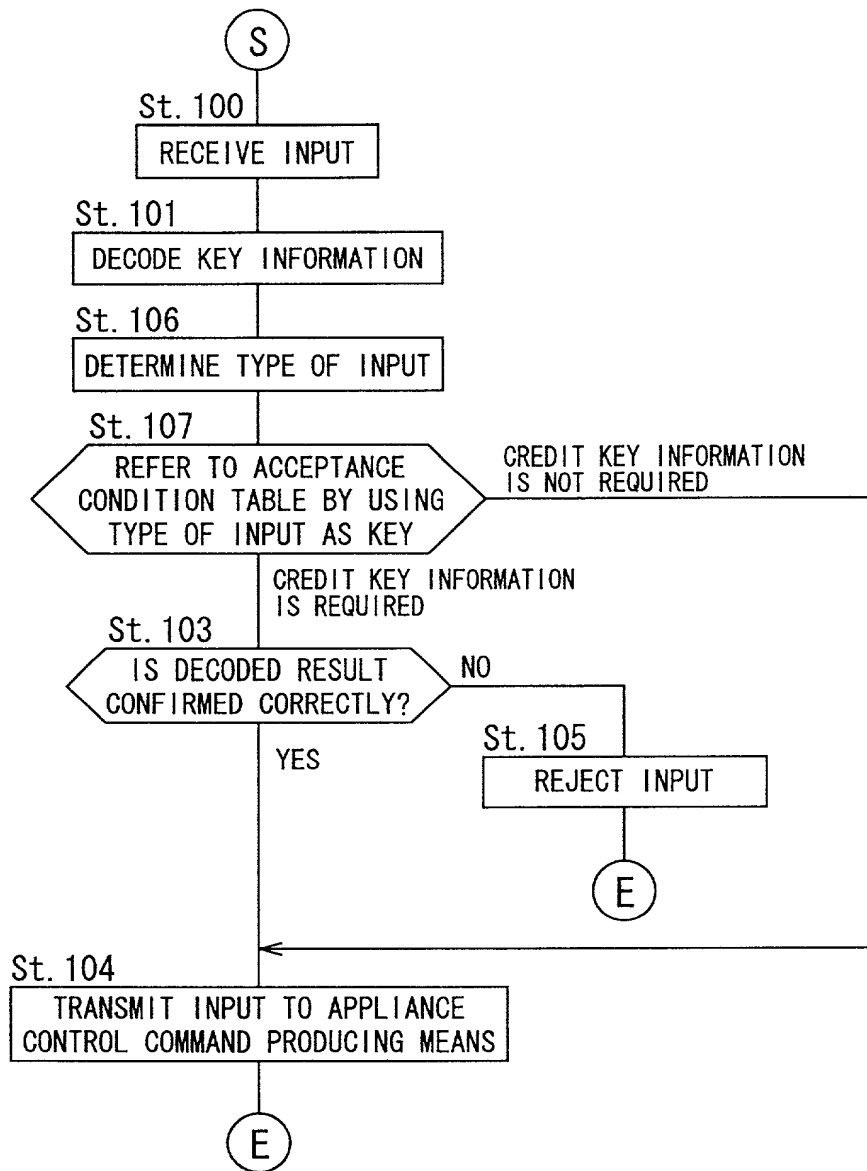 S
St. 100
RECEIVE INPUT
St. 101
DECODE KEY INFORMATION
St. 106
DETERMINE TYPE OF INPUT
St. 107
REFER TO ACCEPTANCE
CONDITION TABLE BY USING
TYPE OF INPUT AS KEY
CREDIT KEY INFORMATION
IS NOT REQUIRED
CREDIT KEY INFORMATION
IS REQUIRED
St. 103
IS DECODED RESULT
CONFIRMED CORRECTLY?
NO
YES
St. 105
REJECT INPUT
E
St. 104
TRANSMIT INPUT TO APPLIANCE
CONTROL COMMAND PRODUCING MEANS
E